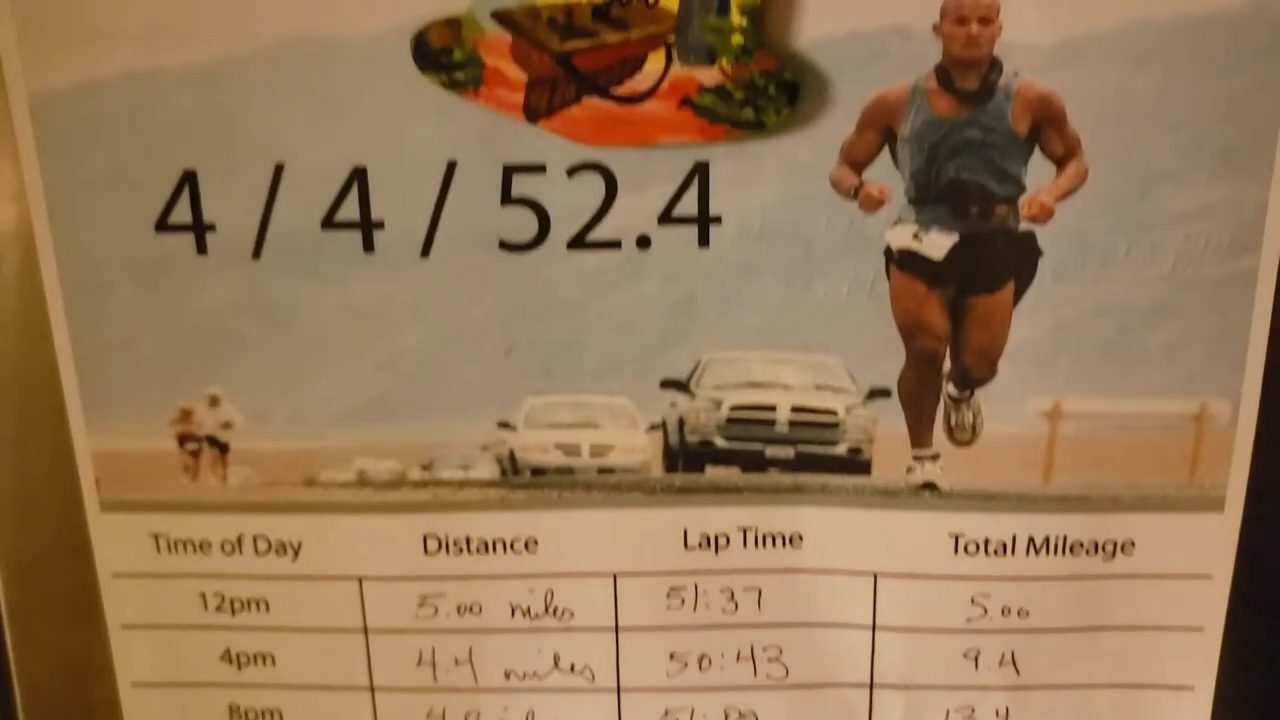 4 / 4 / 52.4
Time of Day Distance Lap Time Total Mileage
12pm 5.00 miles 51:37 5.00
4pm 4.4 miles 50:43 9.4
8pm